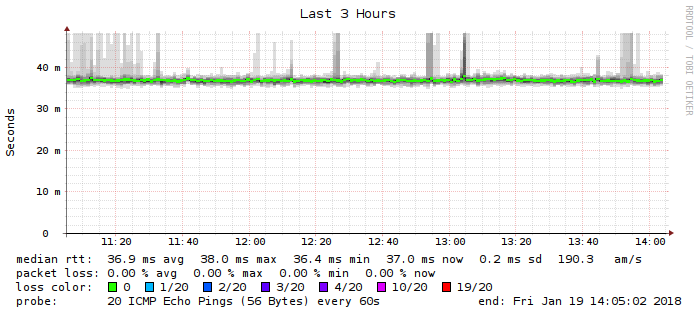 Last 3 Hours
RRDTOOL / TOBI OETIKER
Seconds
40 m
30 m
20 m
10 m
0
11:20 11:40 12:00 12:20 12:40 13:00 13:20 13:40 14:00
median rtt: 36.9 ms avg 38.0 ms max 36.4 ms min 37.0 ms now 0.2 ms sd 190.3 am/s
packet loss: 0.00 % avg 0.00 % max 0.00 % min 0.00 % now
loss color: 0 1/20 2/20 3/20 4/20 10/20 19/20
probe: 20 ICMP Echo Pings (56 Bytes) every 60s end: Fri Jan 19 14:05:02 2018